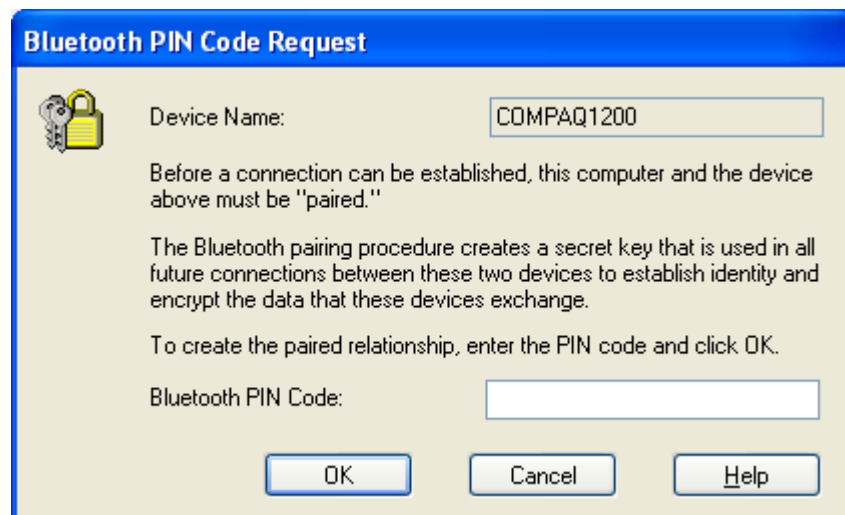 Bluetooth PIN Code Request
Device Name: COMPAQ1200
Before a connection can be established, this computer and the device
above must be "paired."
The Bluetooth pairing procedure creates a secret key that is used in all
future connections between these two devices to establish identity and
encrypt the data that these devices exchange.
To create the paired relationship, enter the PIN code and click OK.
Bluetooth PIN Code:
OK Cancel Help